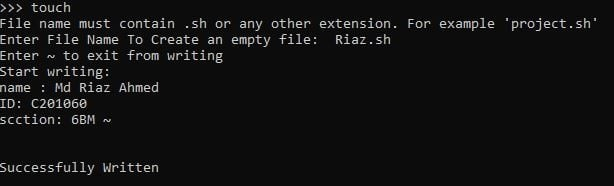 >>> touch
File name must contain .sh or any other extension. For example 'project.sh'
Enter File Name To Create an empty file:  Riaz.sh
Enter ~ to exit from writing
Start writing:
name : Md Riaz Ahmed
ID: C201060
scction: 6BM ~
Successfully Written